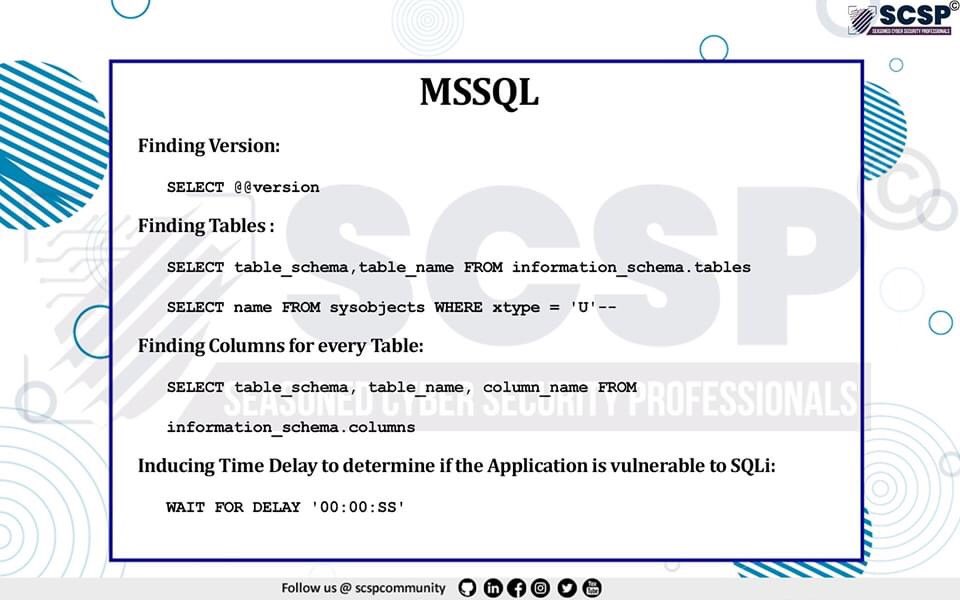 SCSP©
SEASONED CYBER SECURITY PROFESSIONALS
MSSQL
Finding Version:
SELECT @@version
Finding Tables :
SELECT table_schema,table_name FROM information_schema.tables
SELECT name FROM sysobjects WHERE xtype = 'U'--
Finding Columns for every Table:
SELECT table_schema, table_name, column_name FROM
information_schema.columns
Inducing Time Delay to determine if the Application is vulnerable to SQLi:
WAIT FOR DELAY '00:00:SS'
SCSP©
SEASONED CYBER SECURITY PROFESSIONALS
Follow us @ scspcommunity
You
Tube